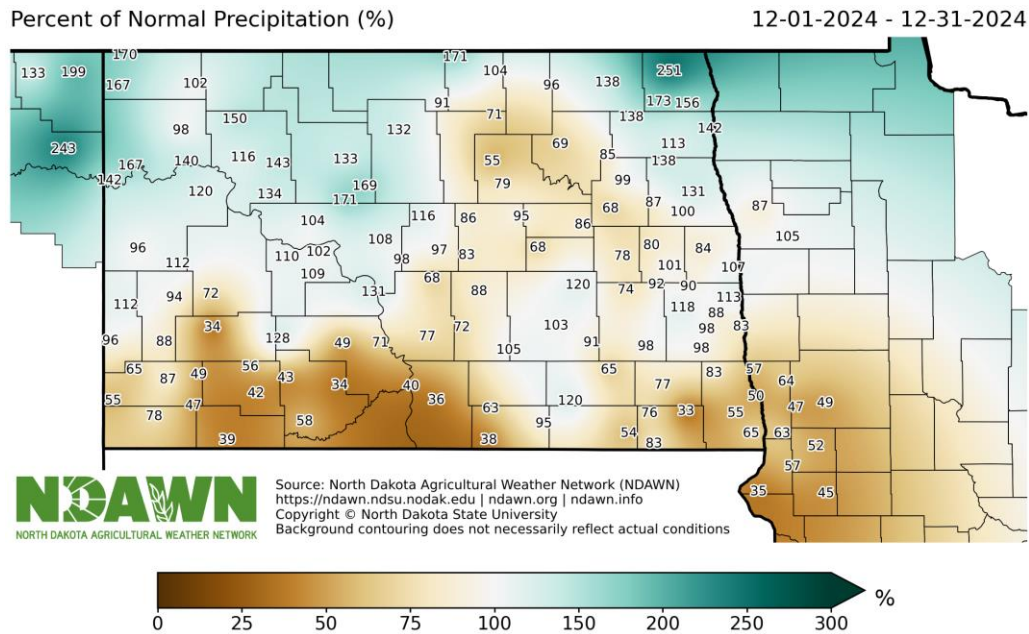 Percent of Normal Precipitation (%) 12-01-2024 - 12-31-2024
170 171
133 199 104 251
167 102 96 138
91 173 156
71 138
150 132 142
98 69 113
243 116 133 55 85 138
167 140 143
142 169 79 99 131
120 134 171 68 87 100 87
104 116 86 95 86
108 105
96 110 102 98 97 83 68 78 80 84
112 109 101 107
131 68 120 74 92 90
112 94 72 88 113
118 88
34 72 103 98 83
96 88 128 49 71 77 105 91 98 98
65 87 49 56 43 34 40 65 83 57
42 36 77 64
55 47 63 120 76 33 55 50 47 49
78 58 95
39 38 54 83 65 63 52
57
35 45
NDAWN
NORTH DAKOTA AGRICULTURAL WEATHER NETWORK
Source: North Dakota Agricultural Weather Network (NDAWN)
https://ndawn.ndsu.nodak.edu | ndawn.org | ndawn.info
Copyright © North Dakota State University
Background contouring does not necessarily reflect actual conditions
%
0 25 50 75 100 150 200 250 300